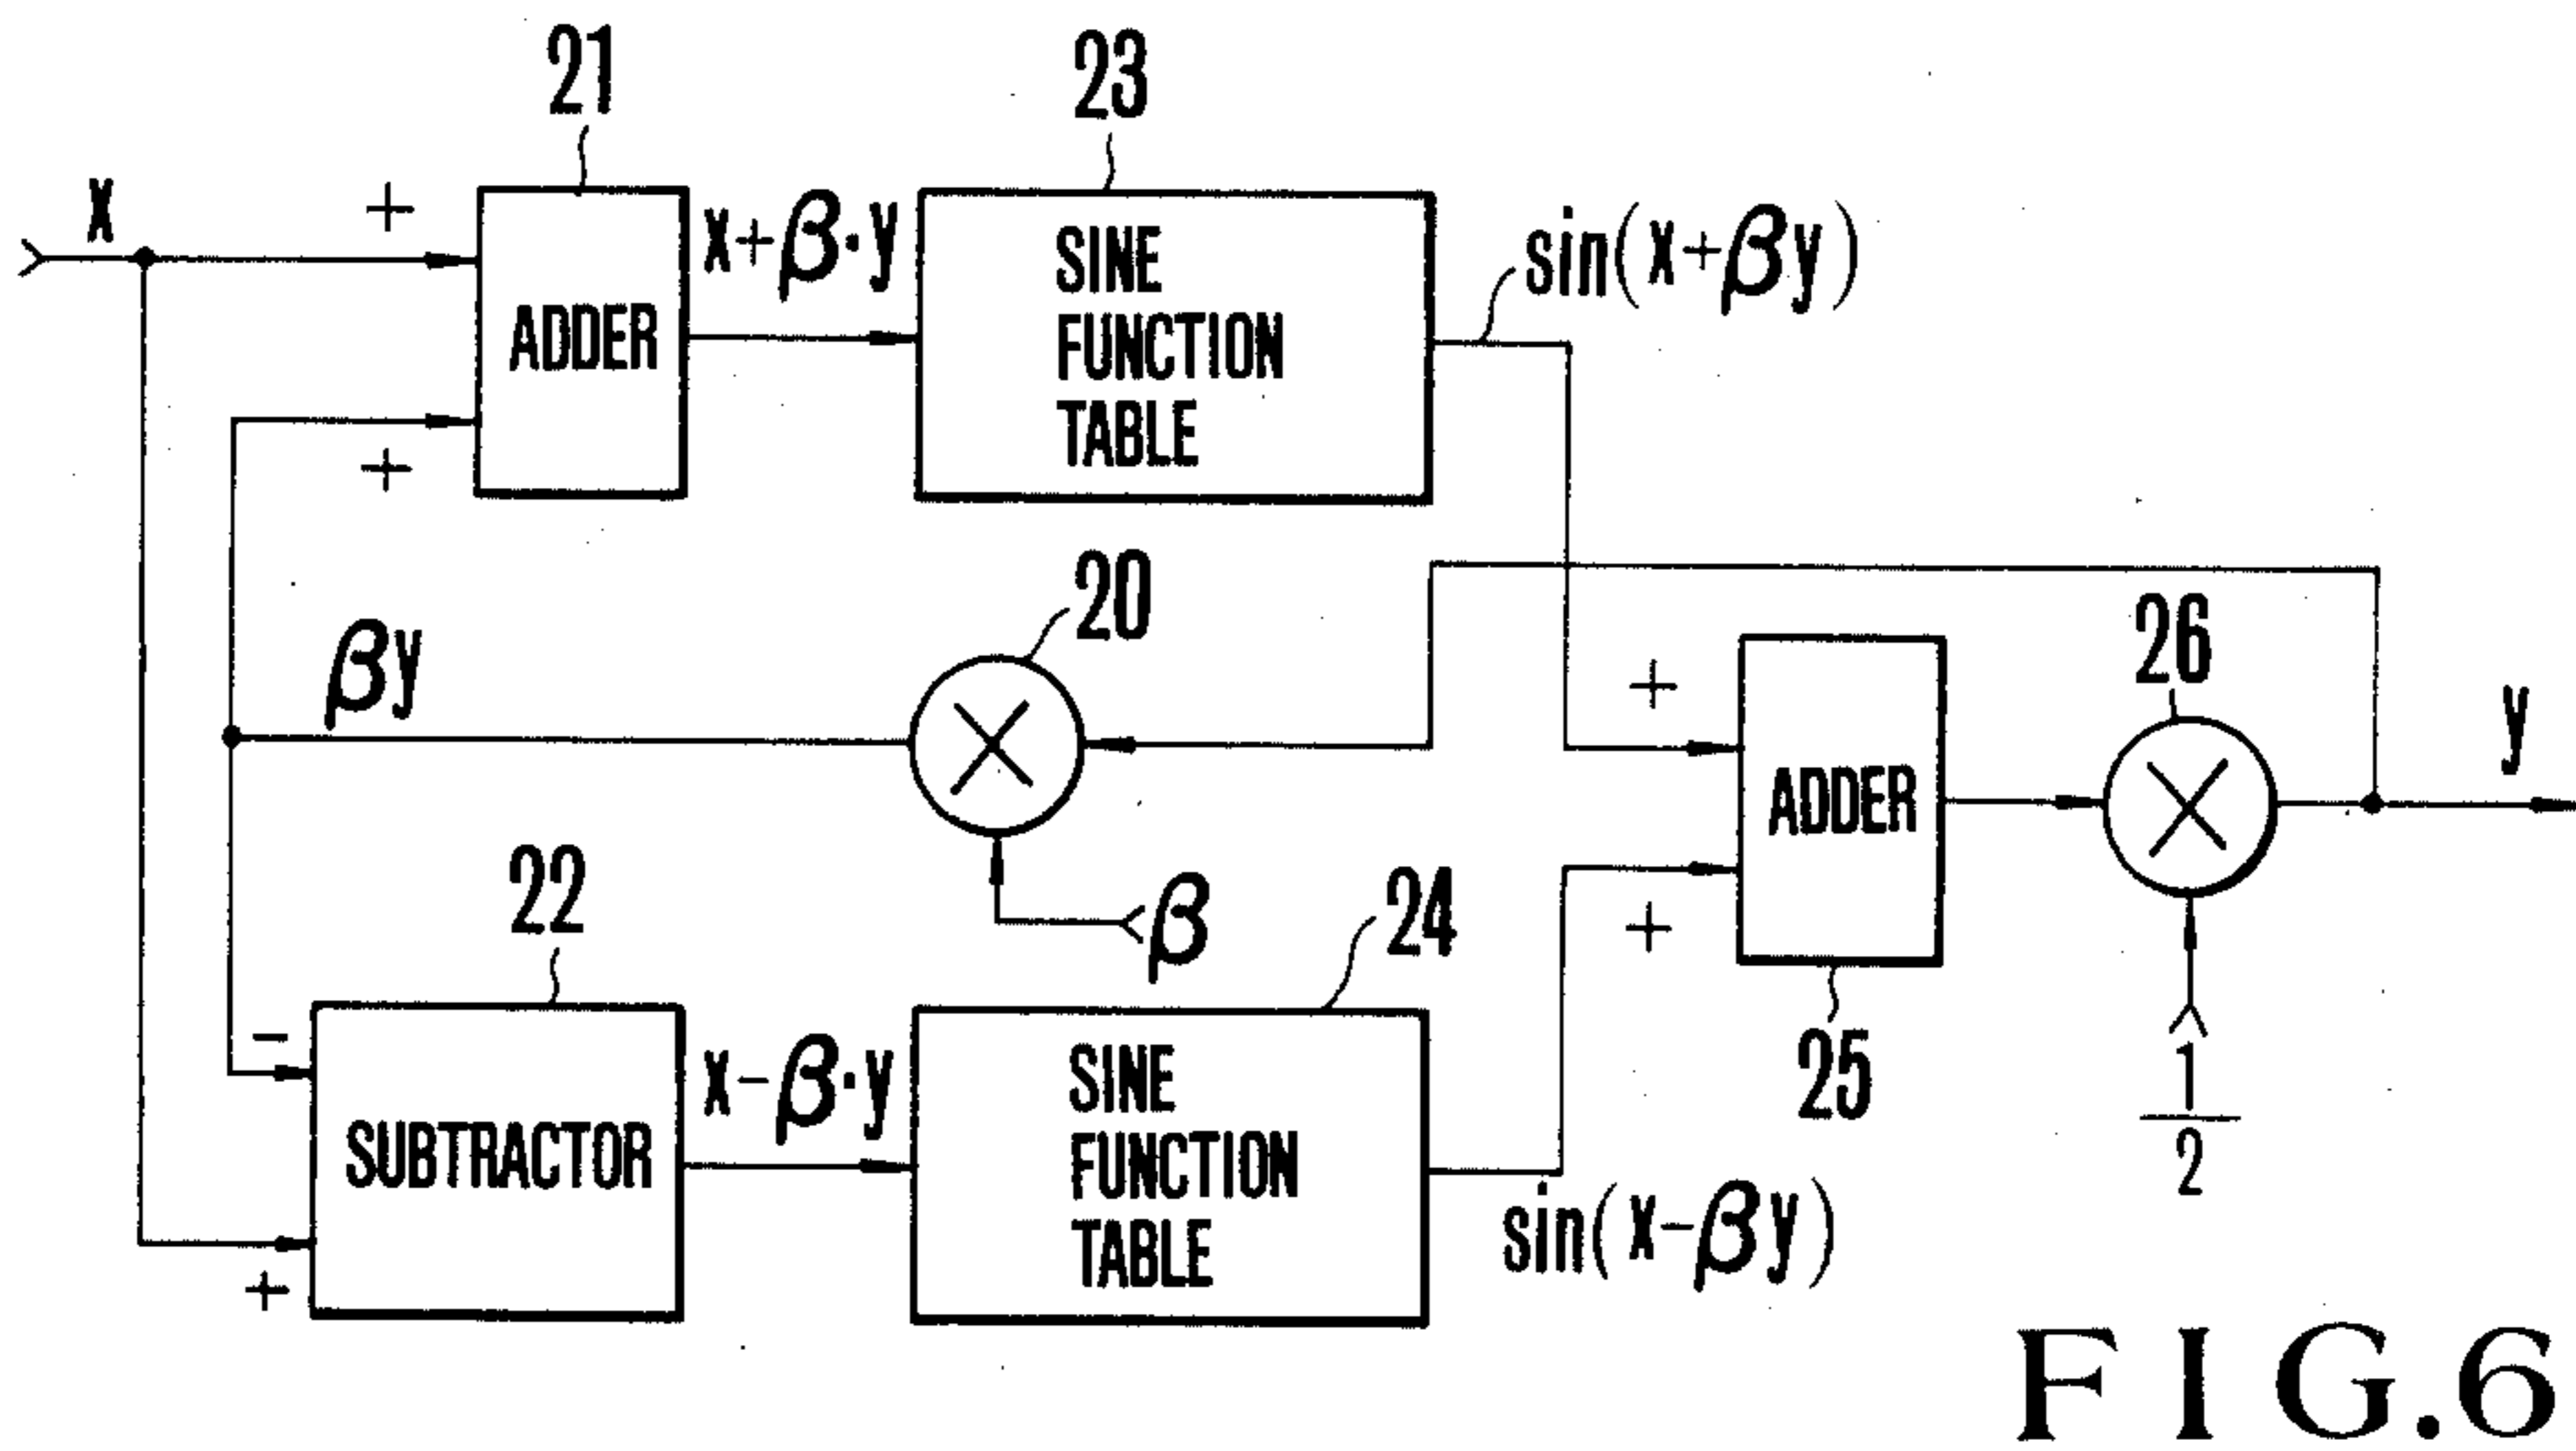 21
23
x
+
x+β·y
SINE
FUNCTION
TABLE
sin(x+βy)
ADDER
+
20
26
βy
+
y
ADDER
22
β
24
+
-
x-β·y
SINE
FUNCTION
TABLE
25
1
2
SUBTRACTOR
sin(x-βy)
+
FIG.6